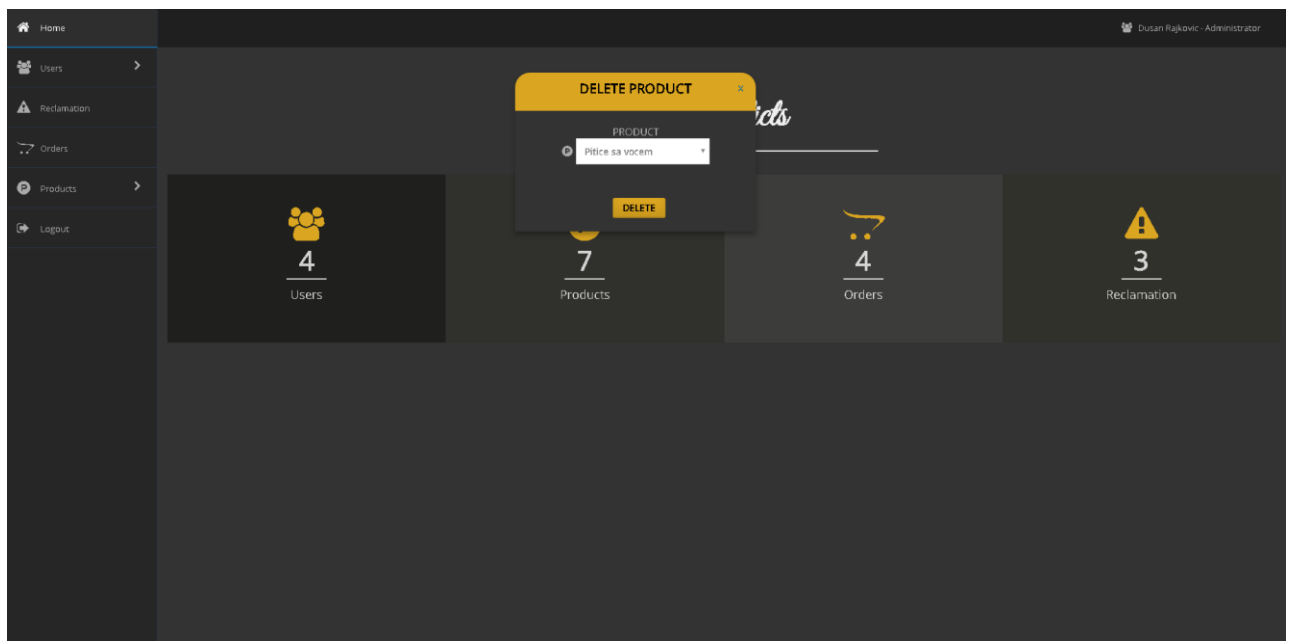 Home
Dusan Rajkovic - Administrator
Users
Reclamation
Orders
Products
Logout
DELETE PRODUCT
x
PRODUCT
Pitice sa vocem
DELETE
4
Users
7
Products
4
Orders
3
Reclamation